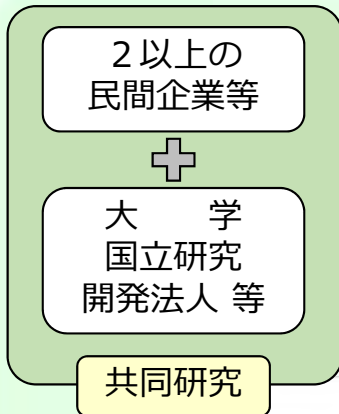 ２以上の
民間企業等
大　　学
国立研究
開発法人 等
共同研究